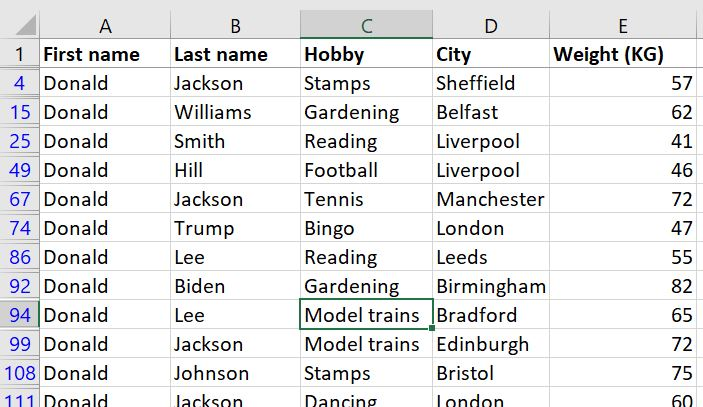 A B C D E
1 First name Last name Hobby City Weight (KG)
4 Donald Jackson Stamps Sheffield 57
15 Donald Williams Gardening Belfast 62
25 Donald Smith Reading Liverpool 41
49 Donald Hill Football Liverpool 46
67 Donald Jackson Tennis Manchester 72
74 Donald Trump Bingo London 47
86 Donald Lee Reading Leeds 55
92 Donald Biden Gardening Birmingham 82
94 Donald Lee Model trains Bradford 65
99 Donald Jackson Model trains Edinburgh 72
108 Donald Johnson Stamps Bristol 75
111 Donald Jackson Dancing London 60